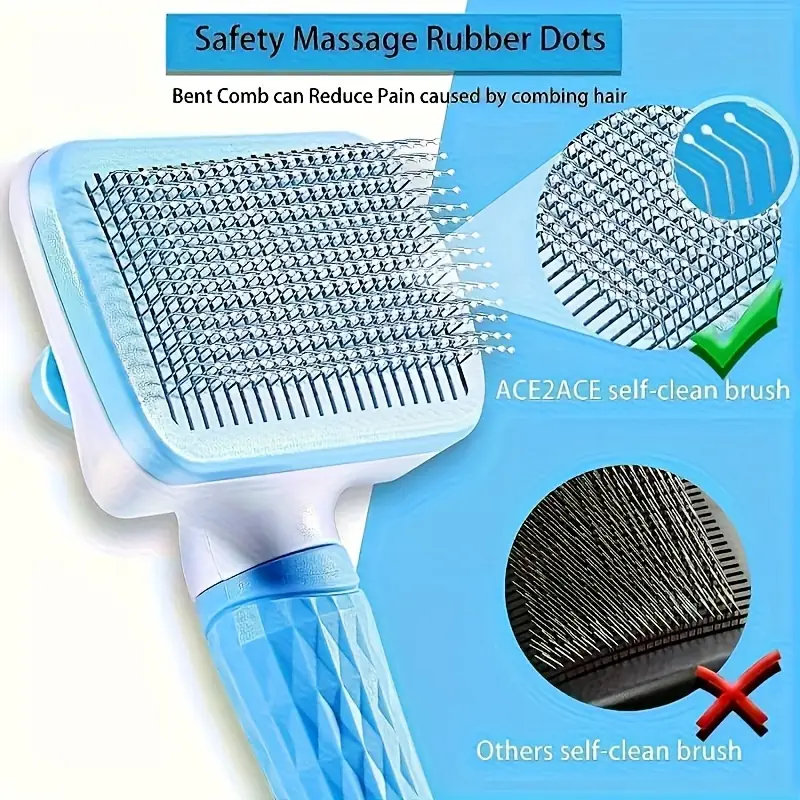 Safety Massage Rubber Dots
Bent Comb can Reduce Pain caused by combing hair
ACE2ACE self-clean brush
Others self-clean brush